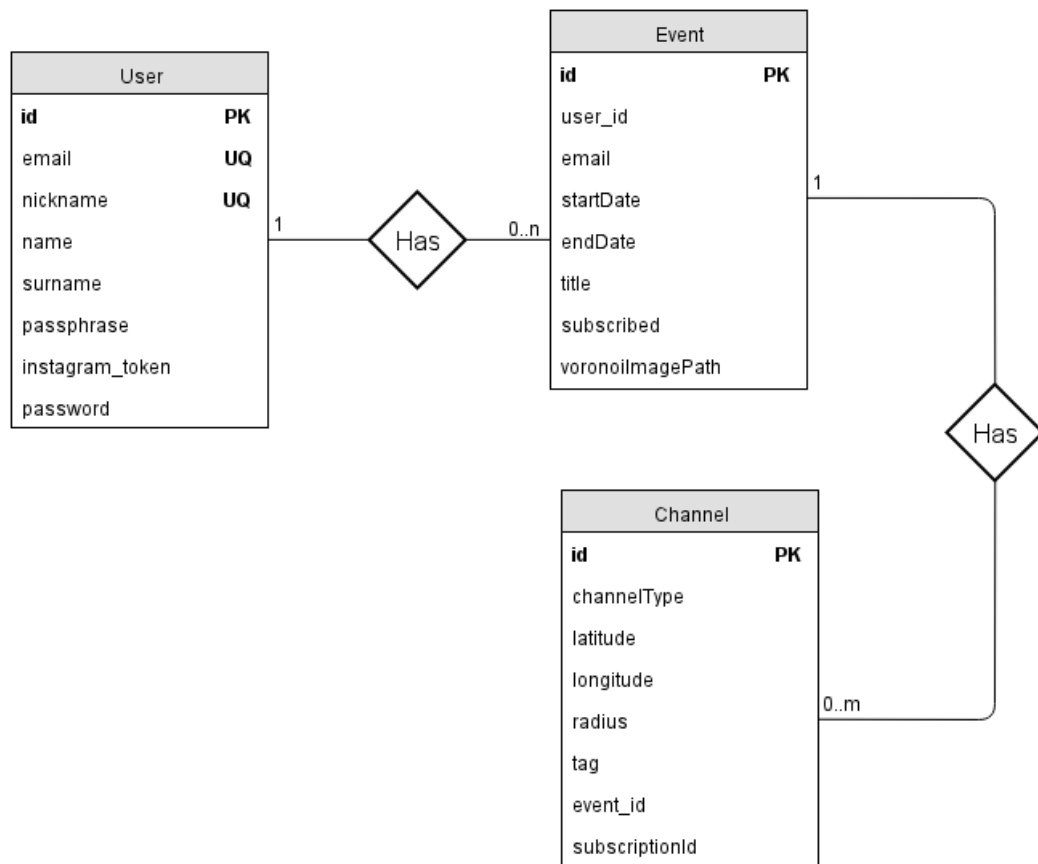 User
id PK
email UQ
nickname UQ
name
surname
passphrase
instagram_token
password
1
Has
0..n
Event
id PK
user_id
email
startDate
endDate
title
subscribed
voronoiImagePath
1
Has
0..m
Channel
id PK
channelType
latitude
longitude
radius
tag
event_id
subscriptionId